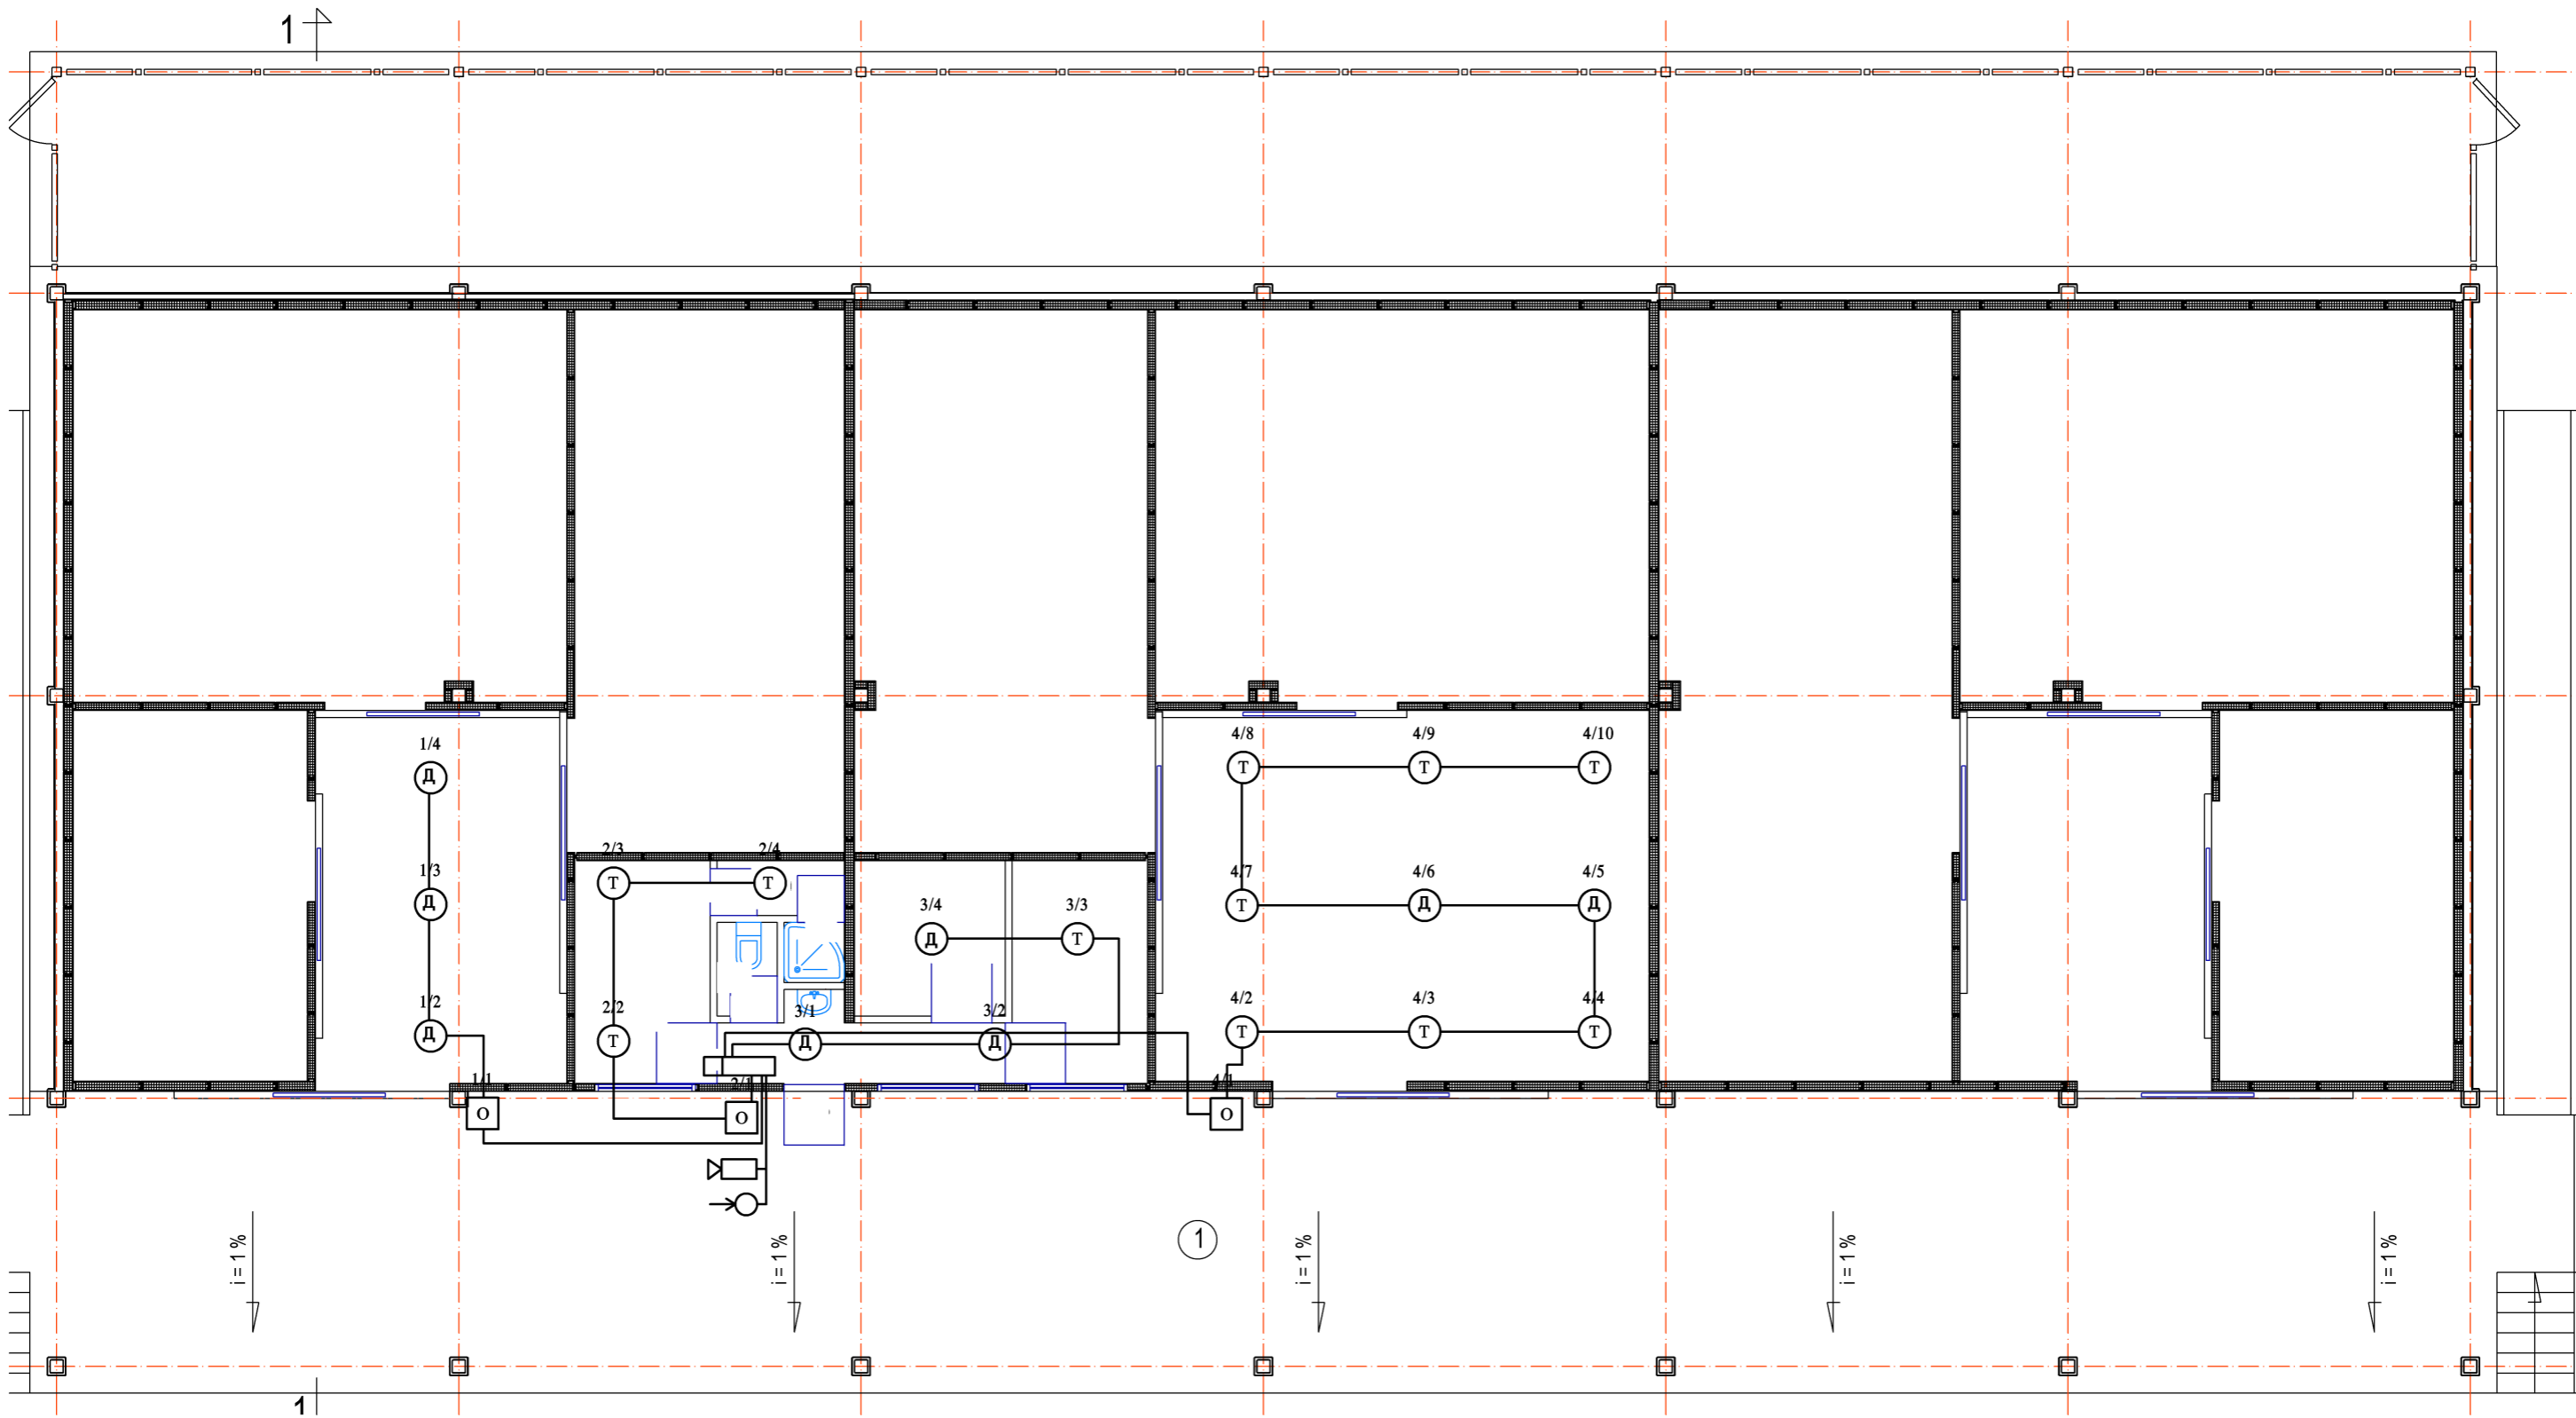 1
4/8 4/9 4/10
Т Т Т
1/4
Д
2/3 2/4
Т Т
1/3
Д
4/7 4/6 4/5
Т Д Д
3/4 3/3
Д Т
1/2
Д
2/2
Т
3/1 3/2
Д Д
4/2 4/3 4/4
Т Т Т
1/1
О
2/1
О
4/1
О
1
i=1%
i=1%
i=1%
i=1%
i=1%
1